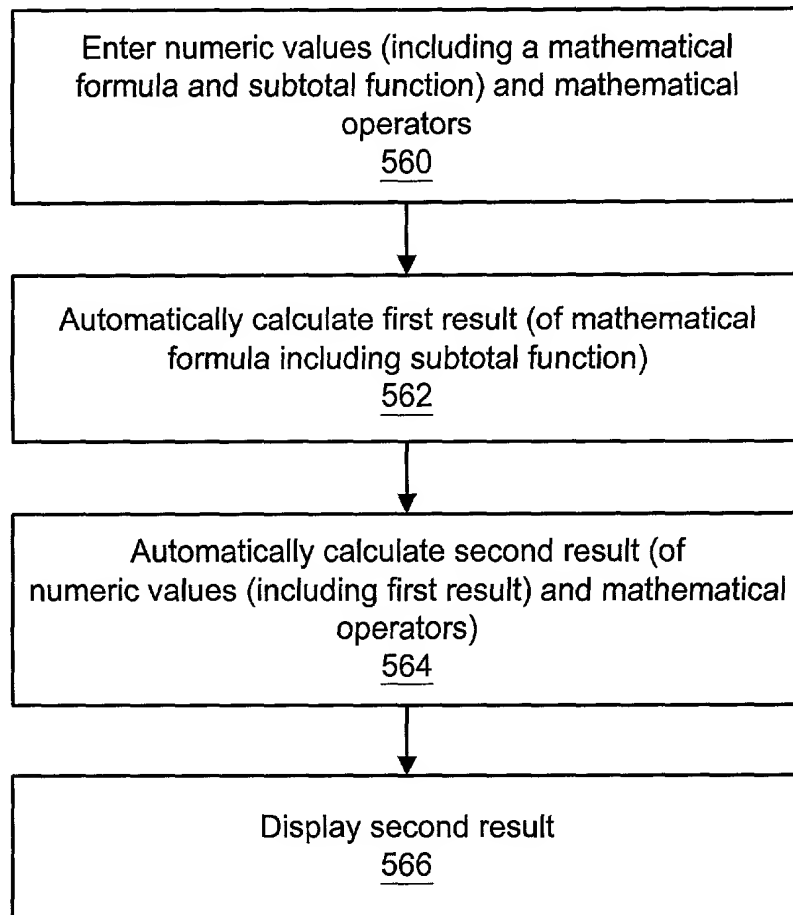 Enter numeric values (including a mathematical
formula and subtotal function) and mathematical
operators
560
Automatically calculate first result (of mathematical
formula including subtotal function)
562
Automatically calculate second result (of
numeric values (including first result) and mathematical
operators)
564
Display second result
566